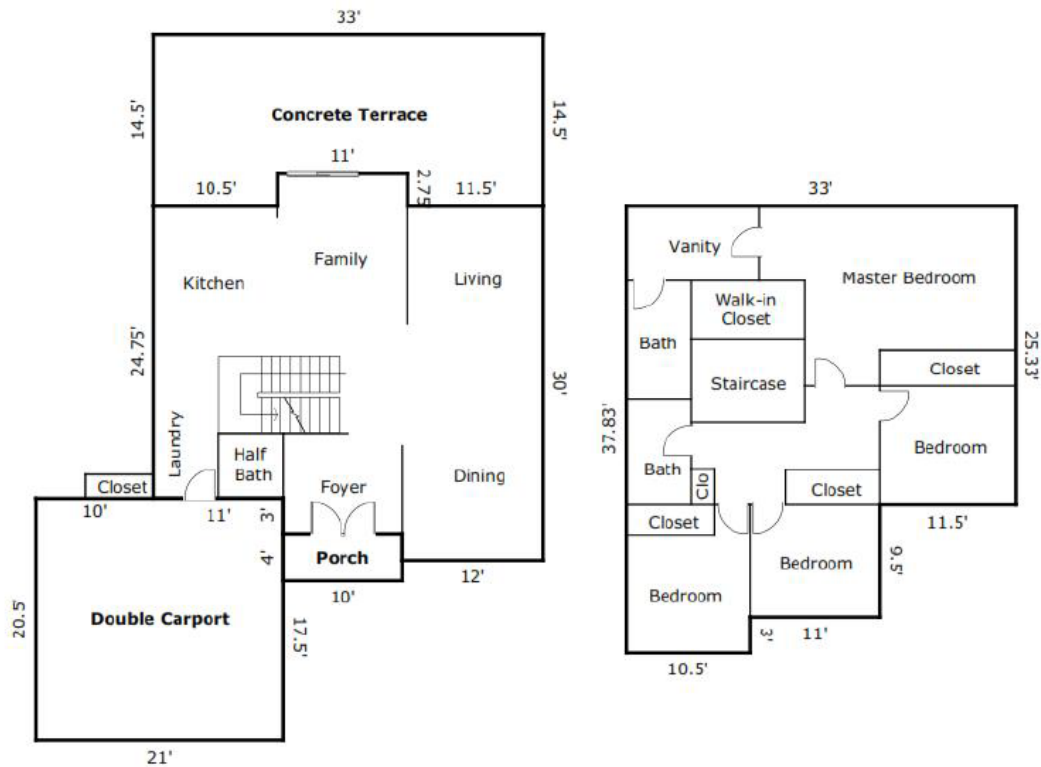 33'
14.5'
Concrete Terrace
14.5'
11'
10.5'
2.75
11.5'
Kitchen
Family
Living
24.75'
30'
Laundry
Half
Bath
Closet
Foyer
Dining
10'
11'
3'
4'
Porch
12'
10'
Double Carport
20.5'
17.5'
21'
33'
Vanity
Master Bedroom
Walk-in
Closet
Bath
25.33'
Staircase
Closet
37.83'
Bedroom
Bath
Clo
Closet
Closet
11.5'
Bedroom
9.5'
Bedroom
3'
11'
10.5'